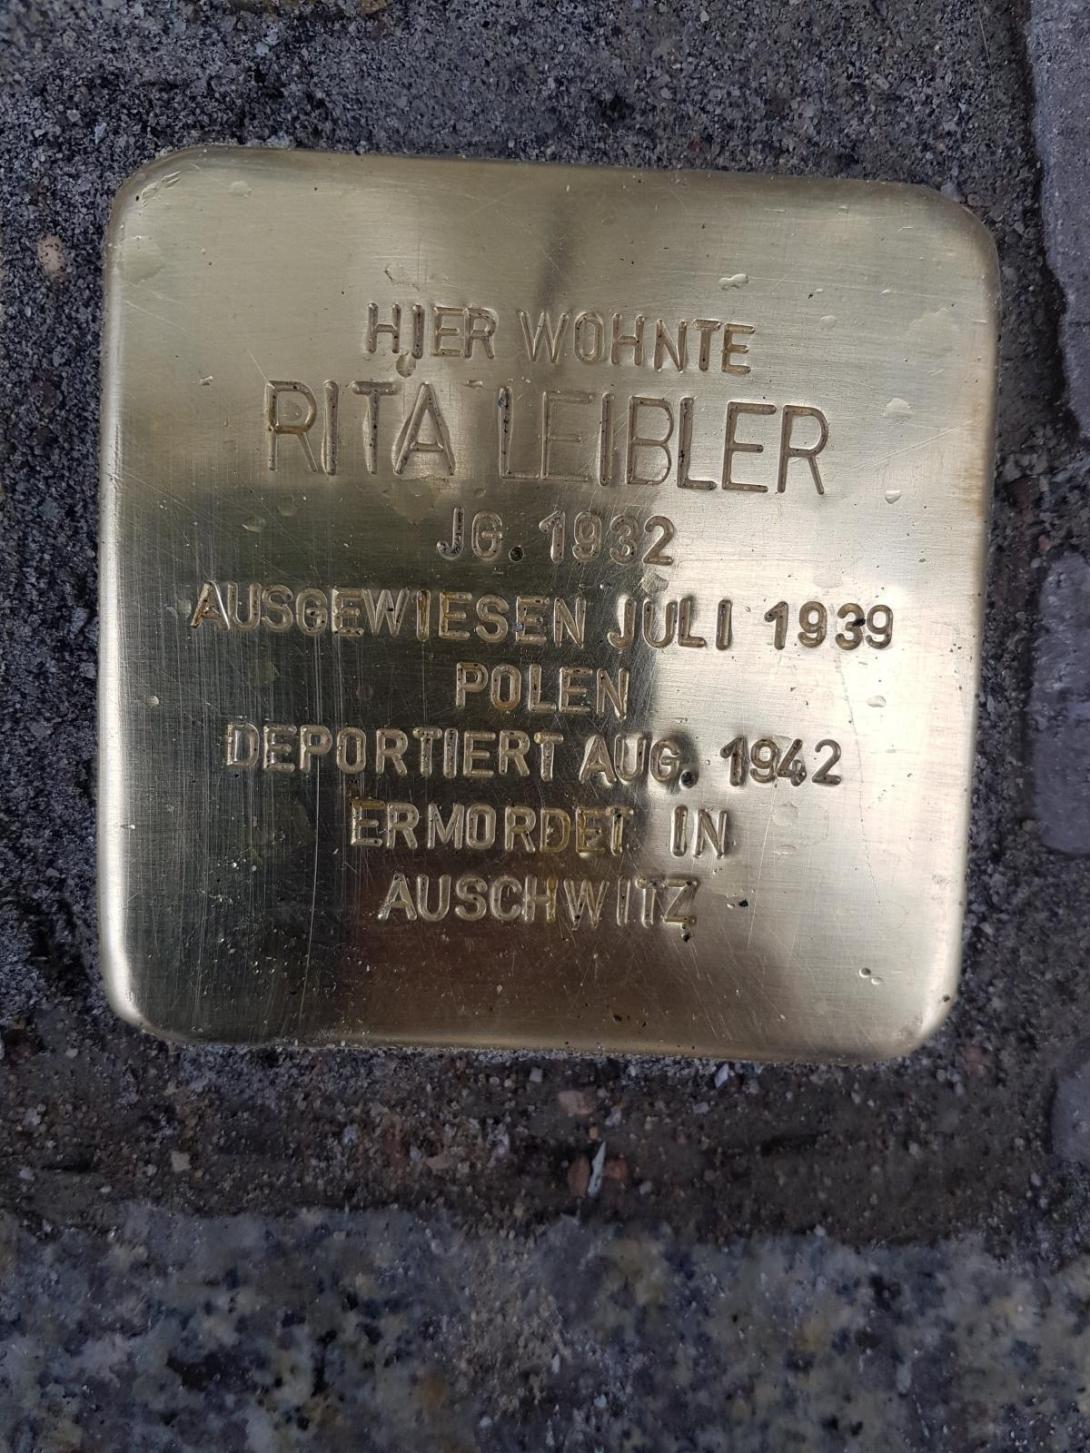 HIER WOHNTE
RITA LEIBLER
JG. 1932
AUSGEWIESEN JULI 1939
POLEN
DEPORTIERT AUG. 1942
ERMORDET IN
AUSCHWITZ